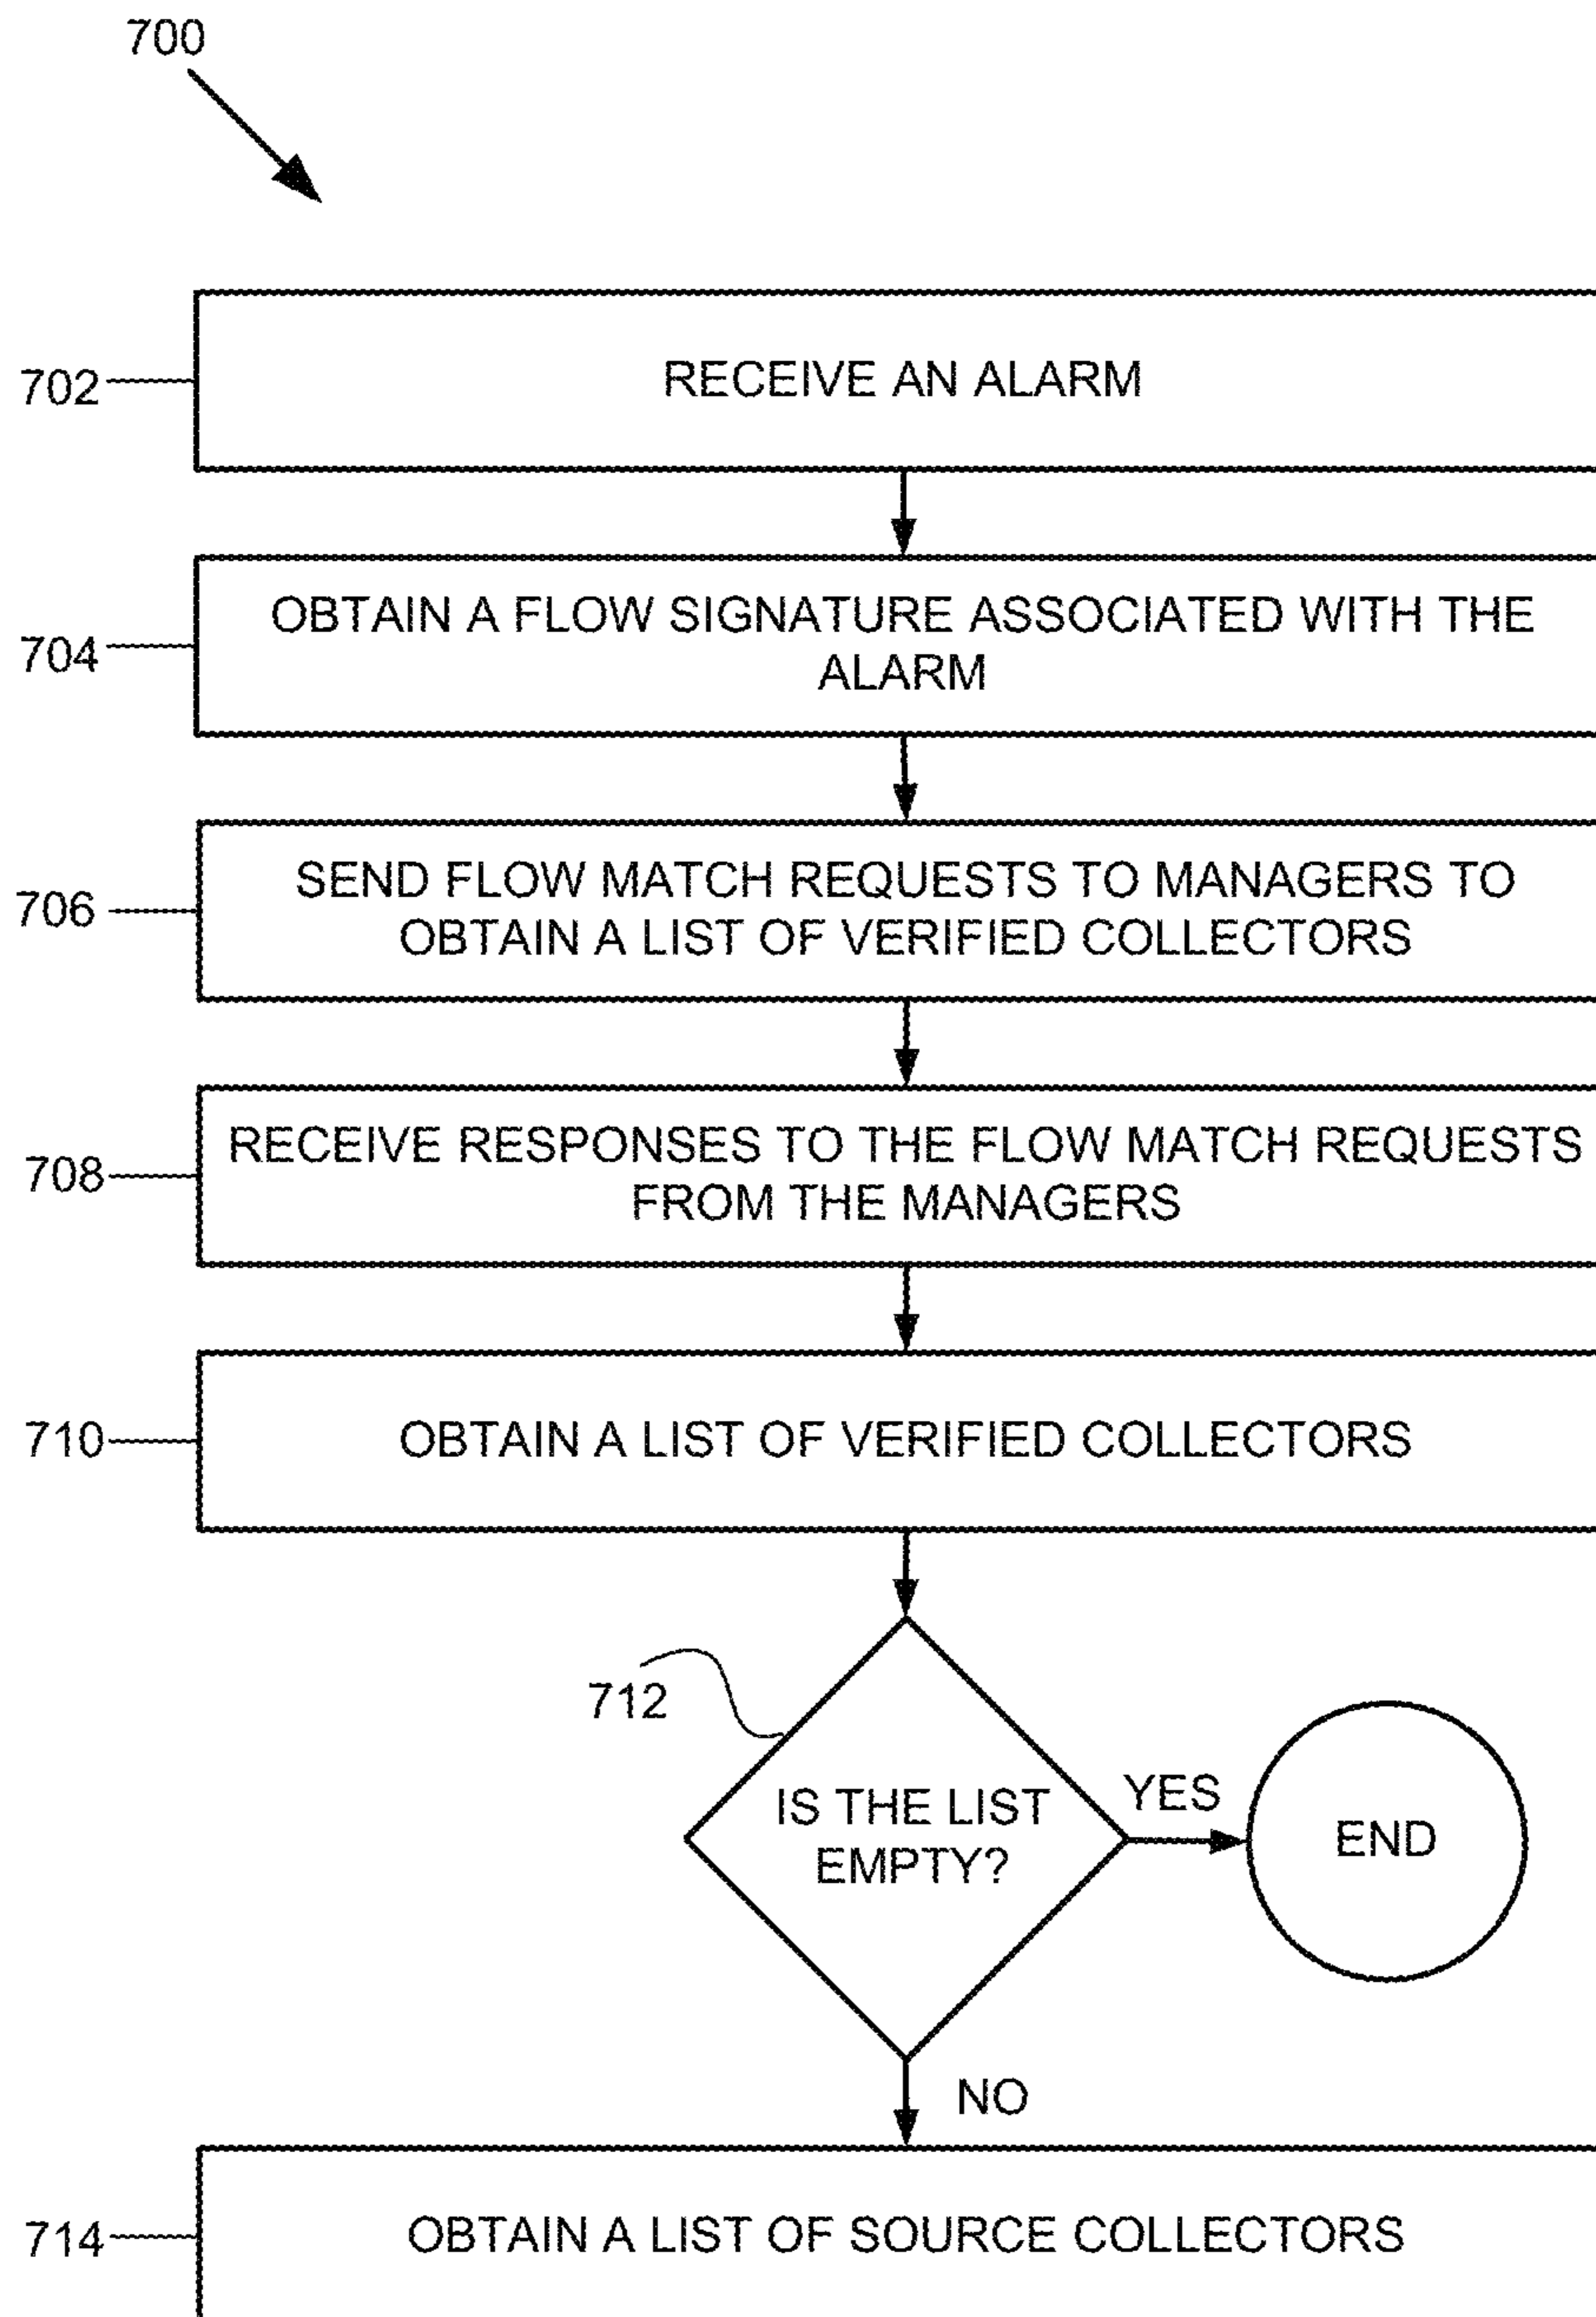 700
702
RECEIVE AN ALARM
704
OBTAIN A FLOW SIGNATURE ASSOCIATED WITH THE
ALARM
706
SEND FLOW MATCH REQUESTS TO MANAGERS TO
OBTAIN A LIST OF VERIFIED COLLECTORS
708
RECEIVE RESPONSES TO THE FLOW MATCH REQUESTS
FROM THE MANAGERS
710
OBTAIN A LIST OF VERIFIED COLLECTORS
712
IS THE LIST
EMPTY?
YES
END
NO
714
OBTAIN A LIST OF SOURCE COLLECTORS